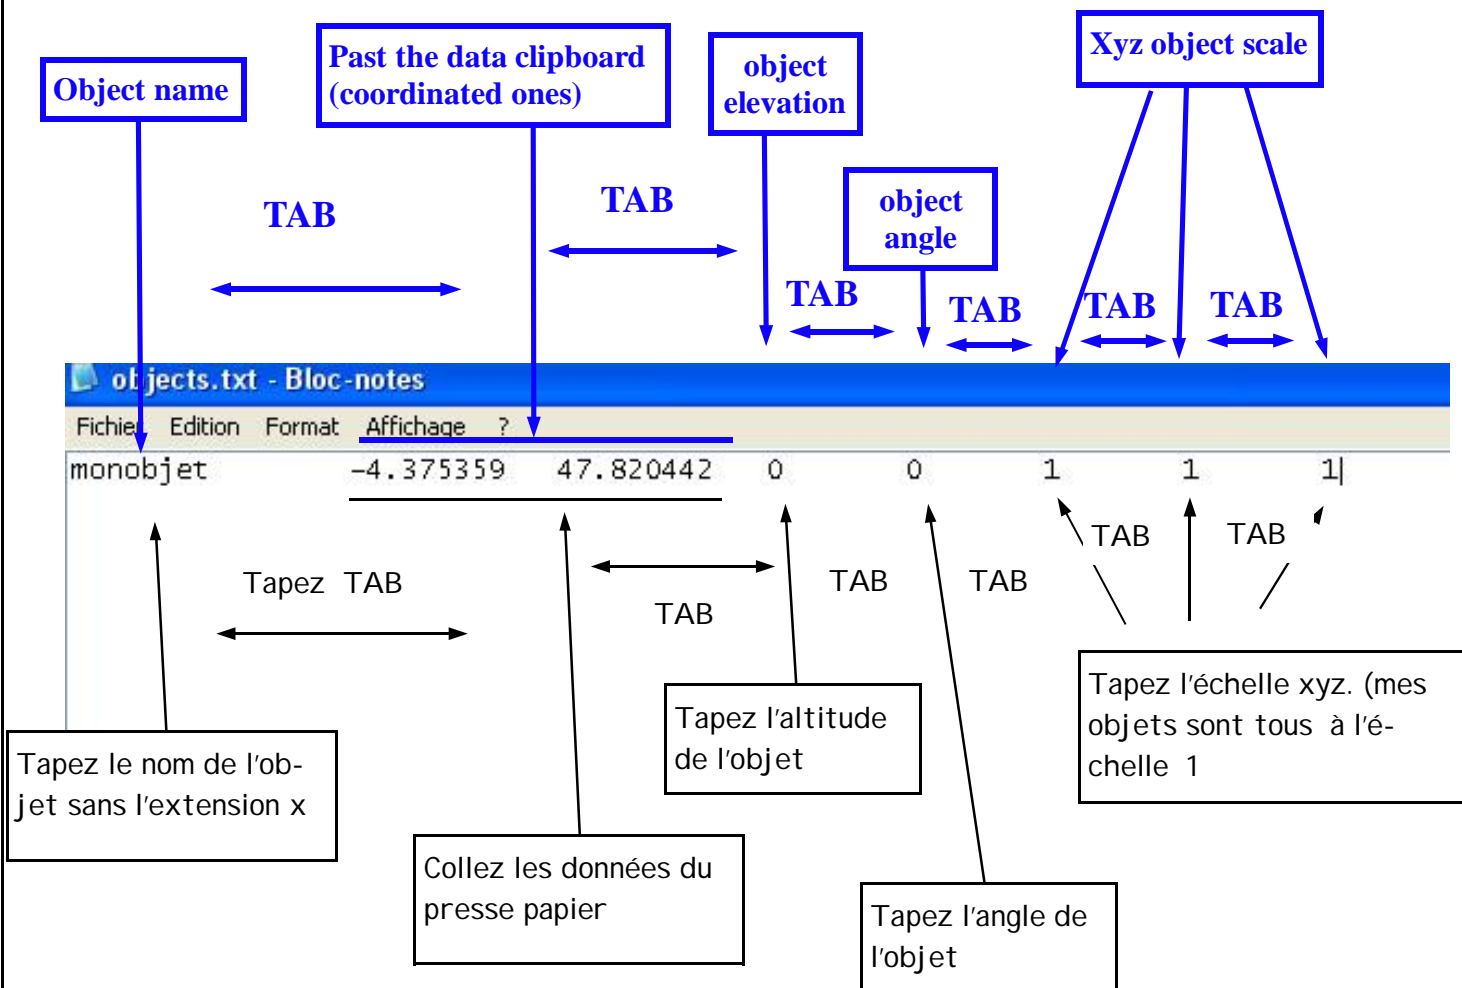 Xyz object scale
Past the data clipboard
(coordinated ones)
object
elevation
Object name
object
angle
TAB
TAB
TAB
TAB
TAB
TAB
objects.txt - Bloc-notes
Fichier Edition Format Affichage ?
monobjet -4.375359 47.820442 0 0 1 1 1
TAB
TAB
Tapez TAB
TAB
TAB
TAB
Tapez l'échelle xyz. (mes
objets sont tous à l'é-
chelle 1
Tapez l'altitude
de l'objet
Tapez le nom de l'ob-
jet sans l'extension x
Collez les données du
presse papier
Tapez l'angle de
l'objet